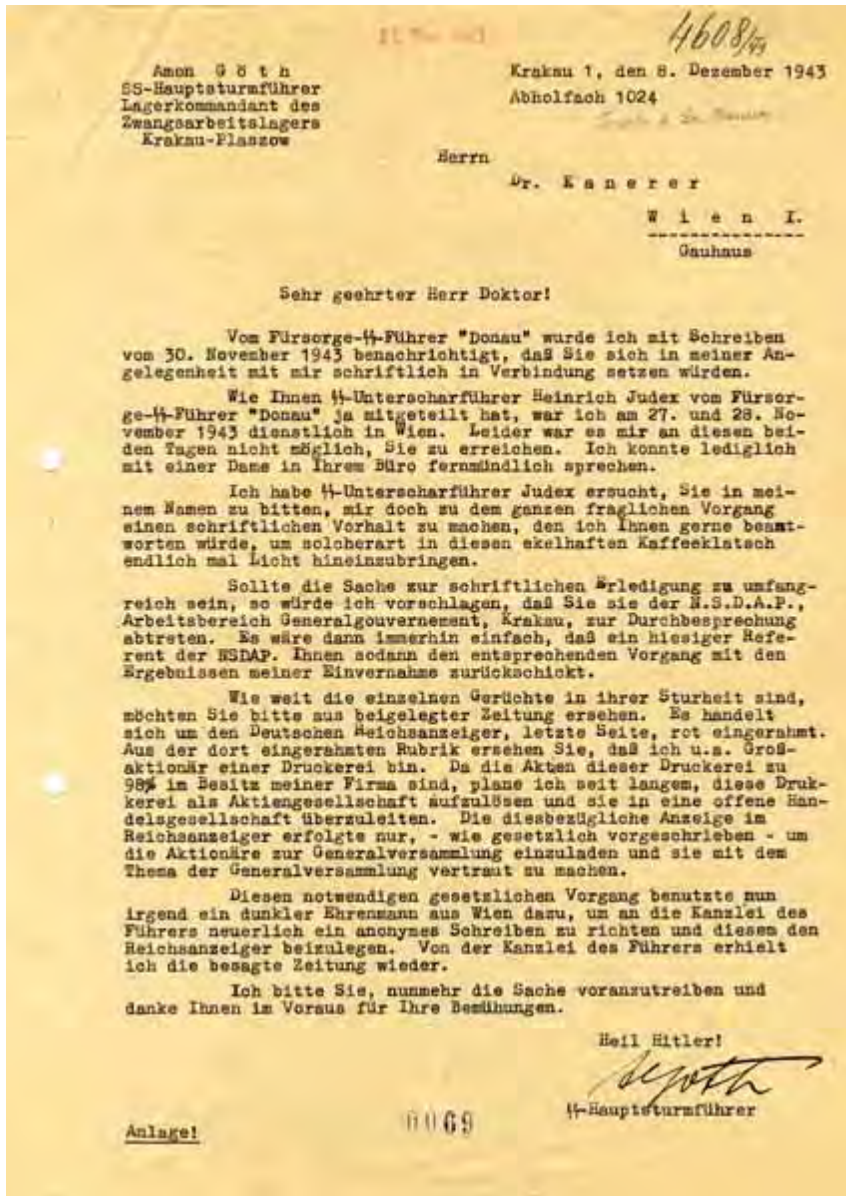 4608/
Amon G ö t h
SS-Hauptsturmführer
Lagerkommandant des
Zwangsarbeitslagers
Krakau-Plaszow
Krakau 1, den 8. Dezember 1943
Abholfach 1024
Herrn
Dr. K a n e r e r
W i e n I.
---------------
Gauhaus
Sehr geehrter Herr Doktor!
Vom Fürsorge-SS-Führer "Donau" wurde ich mit Schreiben
vom 30. November 1943 benachrichtigt, daß Sie sich in meiner An-
gelegenheit mit mir schriftlich in Verbindung setzen würden.
Wie Ihnen SS-Unterscharführer Heinrich Judex vom Fürsor-
ge-SS-Führer "Donau" ja mitgeteilt hat, war ich am 27. und 28. No-
vember 1943 dienstlich in Wien. Leider war es mir an diesen bei-
den Tagen nicht möglich, Sie zu erreichen. Ich konnte lediglich
mit einer Dame in Ihrem Büro fernmündlich sprechen.
Ich habe SS-Unterscharführer Judex ersucht, Sie in mei-
nem Namen zu bitten, mir doch zu dem ganzen fraglichen Vorgang
einen schriftlichen Vorhalt zu machen, den ich Ihnen gerne beant-
worten würde, um solcherart in diesen ekelhaften Kaffeeklatsch
endlich mal Licht hineinzubringen.
Sollte die Sache zur schriftlichen Erledigung zu umfang-
reich sein, so würde ich vorschlagen, daß Sie sie der N.S.D.A.P.,
Arbeitsbereich Generalgouvernement, Krakau, zur Durchbesprechung
abtreten. Es wäre dann immerhin einfach, daß ein hiesiger Refe-
rent der NSDAP. Ihnen sodann den entsprechenden Vorgang mit den
Ergebnissen meiner Einvernahme zurückschickt.
Wie weit die einzelnen Gerüchte in ihrer Sturheit sind,
möchten Sie bitte aus beigelegter Zeitung ersehen. Es handelt
sich um den Deutschen Reichsanzeiger, letzte Seite, rot eingerahmt.
Aus der dort eingerahmten Rubrik ersehen Sie, daß ich u.a. Groß-
aktionär einer Druckerei bin. Da die Akten dieser Druckerei zu
98% im Besitz meiner Firma sind, plane ich seit langem, diese Druk-
kerei als Aktiengesellschaft aufzulösen und sie in eine offene Han-
delsgesellschaft überzuleiten. Die diesbezügliche Anzeige im
Reichsanzeiger erfolgte nur, - wie gesetzlich vorgeschrieben - um
die Aktionäre zur Generalversammlung einzuladen und sie mit dem
Thema der Generalversammlung vertraut zu machen.
Diesen notwendigen gesetzlichen Vorgang benutzte nun
irgend ein dunkler Ehrenmann aus Wien dazu, um an die Kanzlei des
Führers neuerlich ein anonymes Schreiben zu richten und diesem den
Reichsanzeiger beizulegen. Von der Kanzlei des Führers erhielt
ich die besagte Zeitung wieder.
Ich bitte Sie, nunmehr die Sache voranzutreiben und
danke Ihnen im Voraus für Ihre Bemühungen.
Heil Hitler!
Göth
SS-Hauptsturmführer
Anlage!
0069